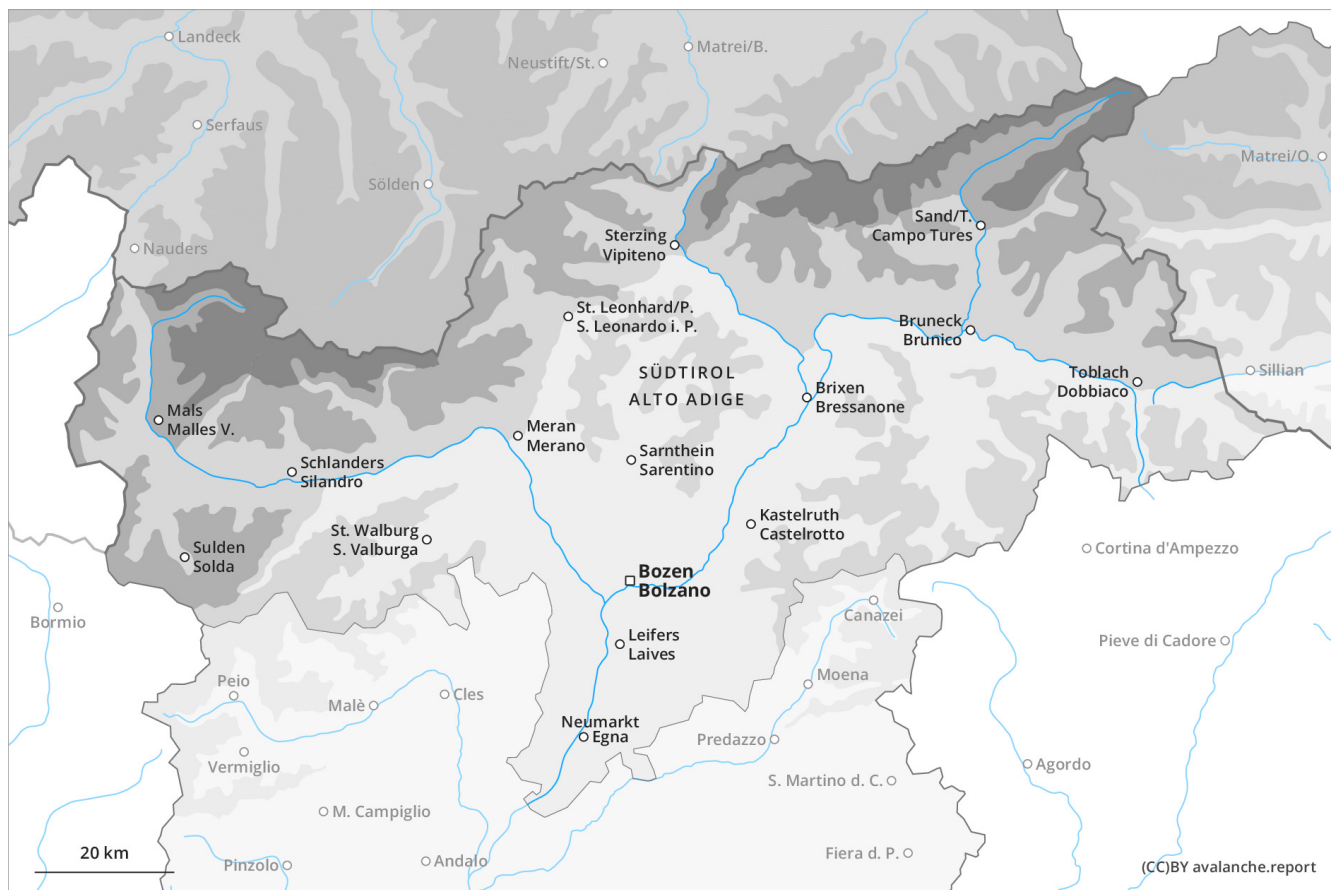 Landeck
Matrei/B.
Neustift/St.
Serfaus
Matrei/O.
Sölden
Sand/T.
Campo Tures
Nauders
Sterzing
Vipiteno
St. Leonhard/P.
S. Leonardo i. P.
Bruneck
Brunico
SÜDTIROL
ALTO ADIGE
Toblach
Dobbiaco
Sillian
Brixen
Bressanone
Mals
Malles V.
Meran
Merano
Sarnthein
Sarentino
Schlanders
Silandro
Kastelruth
Castelrotto
St. Walburg
S. Valburga
Sulden
Solda
Cortina d'Ampezzo
Bozen
Bolzano
Bormio
Canazei
Leifers
Laives
Pieve di Cadore
Peio
Moena
Malè
Cles
Neumarkt
Egna
Predazzo
Vermiglio
Agordo
S. Martino d. C.
M. Campiglio
20 km
Pinzolo
Andalo
Fiera d. P.
(CC)BY avalanche.report